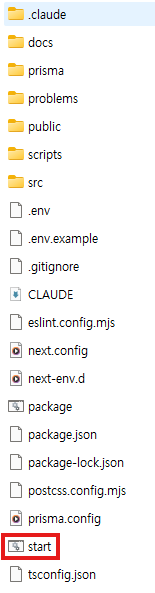 .claude
docs
prisma
problems
public
scripts
src
.env
.env.example
.gitignore
CLAUDE
eslint.config.mjs
next.config
next-env.d
package
package.json
package-lock.json
postcss.config.mjs
prisma.config
start
tsconfig.json